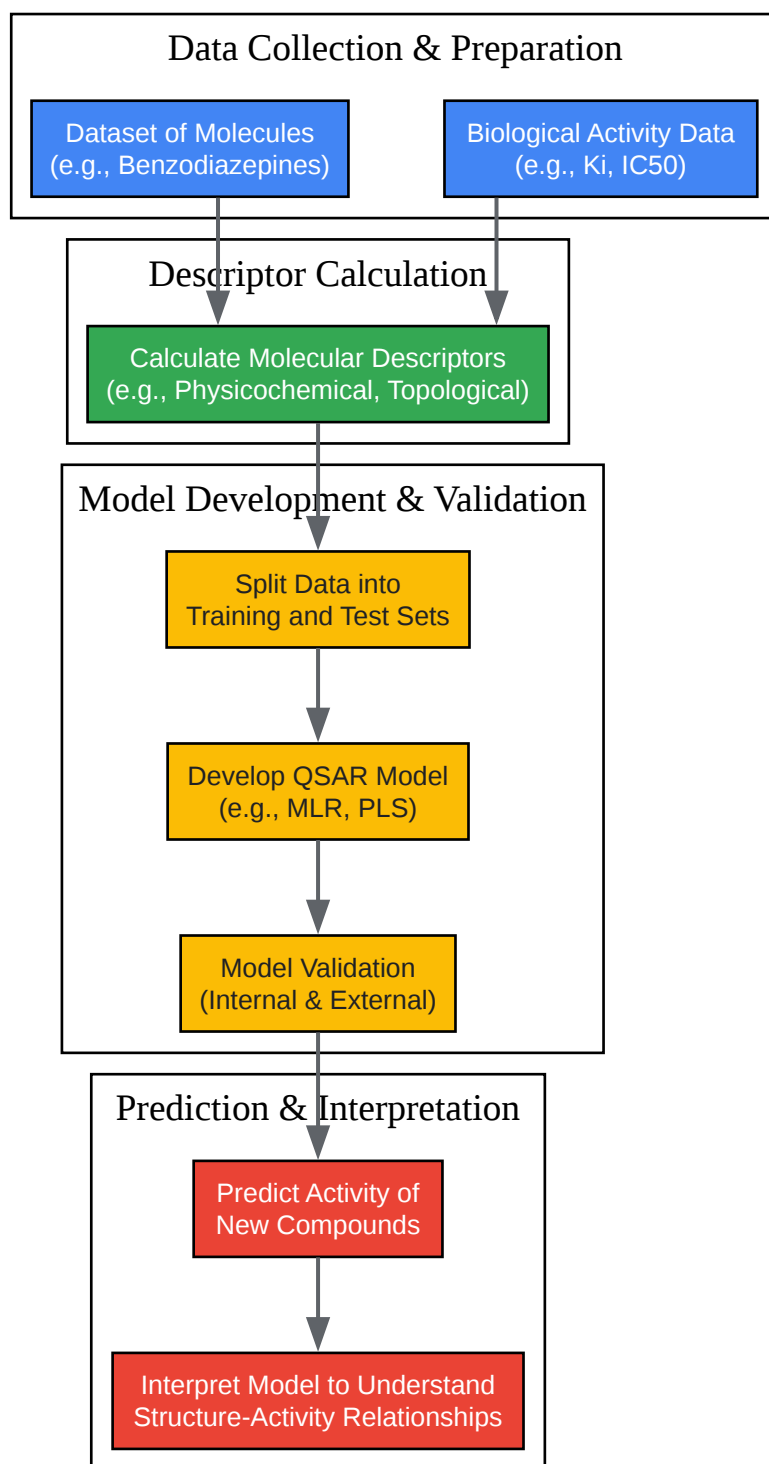 Data Collection & Preparation
Dataset of Molecules
(e.g., Benzodiazepines)
Biological Activity Data
(e.g., Ki, IC50)
Descriptor Calculation
Calculate Molecular Descriptors
(e.g., Physicochemical, Topological)
Model Development & Validation
Split Data into
Training and Test Sets
Develop QSAR Model
(e.g., MLR, PLS)
Model Validation
(Internal & External)
Prediction & Interpretation
Predict Activity of
New Compounds
Interpret Model to Understand
Structure-Activity Relationships